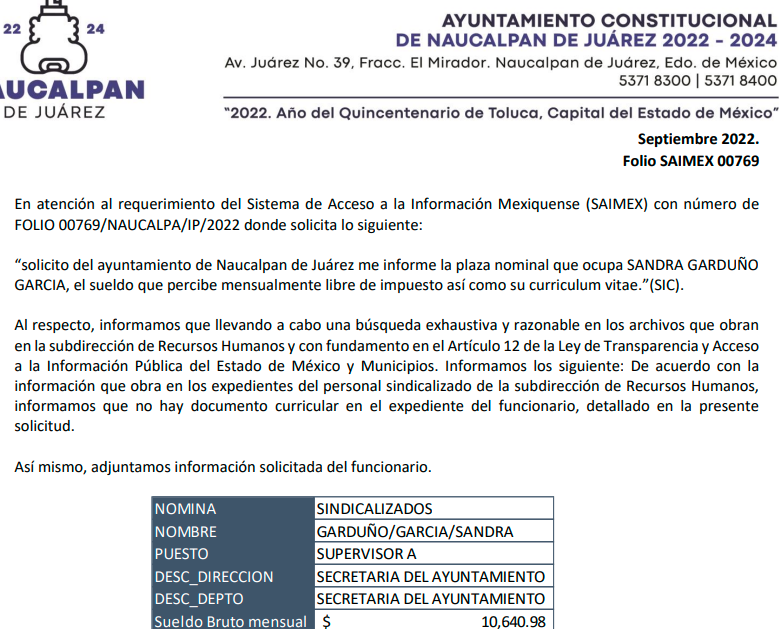 22 24
AUCALPAN
DE JUÁREZ
AYUNTAMIENTO CONSTITUCIONAL
DE NAUCALPAN DE JUÁREZ 2022 - 2024
Av. Juárez No. 39, Fracc. El Mirador. Naucalpan de Juárez, Edo. de México
5371 8300 | 5371 8400
"2022. Año del Quincentenario de Toluca, Capital del Estado de México"
Septiembre 2022.
Folio SAIMEX 00769
En atención al requerimiento del Sistema de Acceso a la Información Mexiquense (SAIMEX) con número de
FOLIO 00769/NAUCALPA/IP/2022 donde solicita lo siguiente:
“solicito del ayuntamiento de Naucalpan de Juárez me informe la plaza nominal que ocupa SANDRA GARDUÑO
GARCIA, el sueldo que percibe mensualmente libre de impuesto así como su curriculum vitae.”(SIC).
Al respecto, informamos que llevando a cabo una búsqueda exhaustiva y razonable en los archivos que obran
en la subdirección de Recursos Humanos y con fundamento en el Artículo 12 de la Ley de Transparencia y Acceso
a la Información Pública del Estado de México y Municipios. Informamos los siguiente: De acuerdo con la
información que obra en los expedientes del personal sindicalizado de la subdirección de Recursos Humanos,
informamos que no hay documento curricular en el expediente del funcionario, detallado en la presente
solicitud.
Así mismo, adjuntamos información solicitada del funcionario.
NOMINA SINDICALIZADOS
NOMBRE GARDUÑO/GARCIA/SANDRA
PUESTO SUPERVISOR A
DESC_DIRECCION SECRETARIA DEL AYUNTAMIENTO
DESC_DEPTO SECRETARIA DEL AYUNTAMIENTO
Sueldo Bruto mensual $ 10,640.98